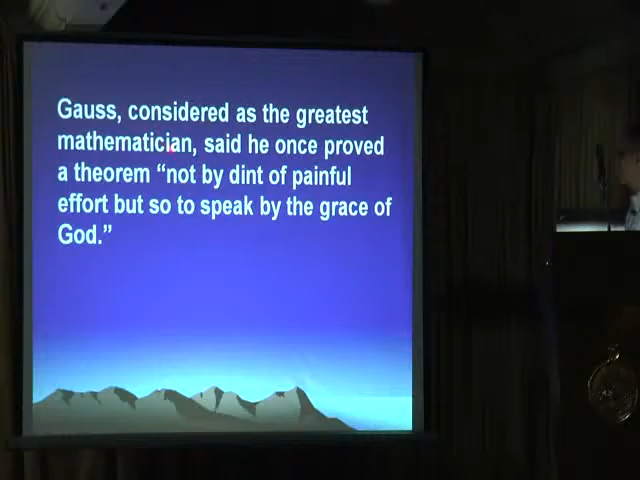 Gauss, considered as the greatest
mathematician, said he once proved
a theorem “not by dint of painful
effort but so to speak by the grace of
God.”